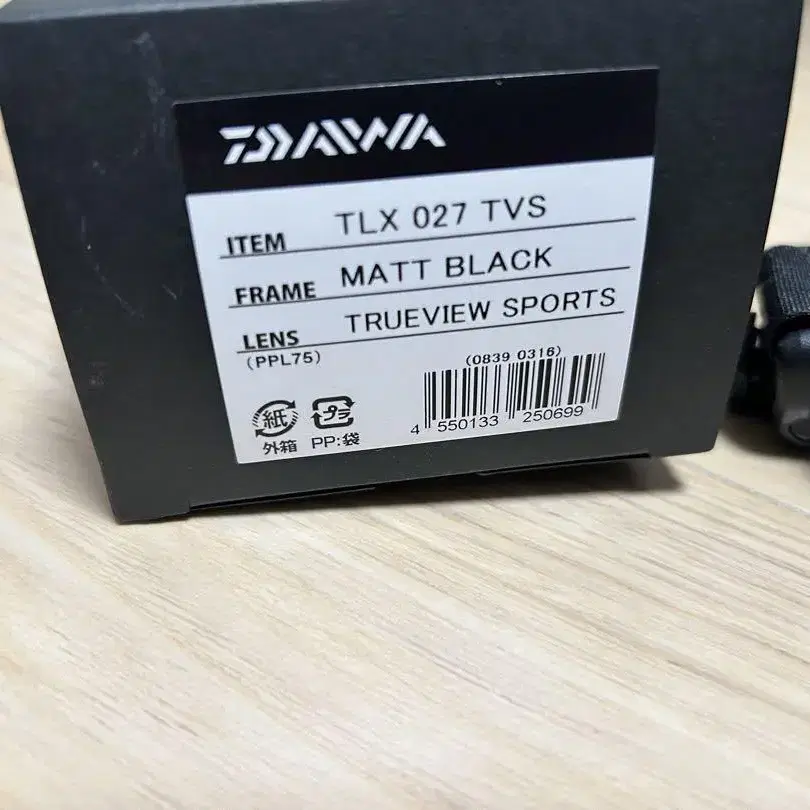 DAIWA
ITEM TLX 027 TVS
FRAME MATT BLACK
LENS TRUEVIEW SPORTS
(PPL75)
(0839 0316)
紙 プラ
外箱 PP:袋
4 550133 250699